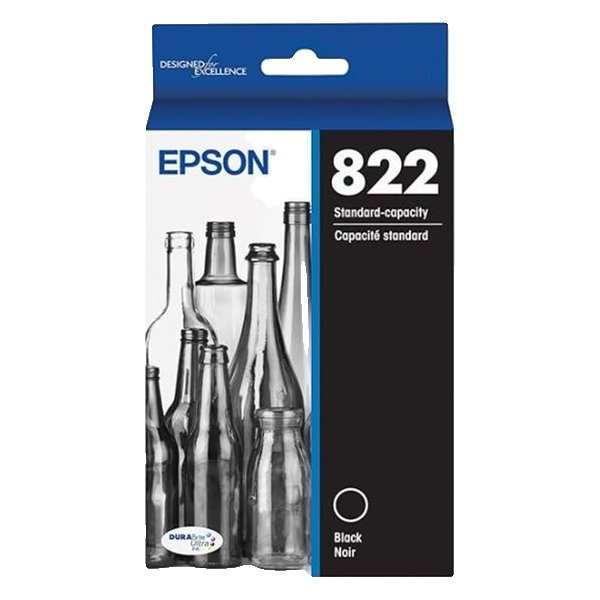 DESIGNED for
EXCELLENCE
EPSON®
822
Standard-capacity
Capacité standard
Black
Noir
DURABrite
Ultra
INK